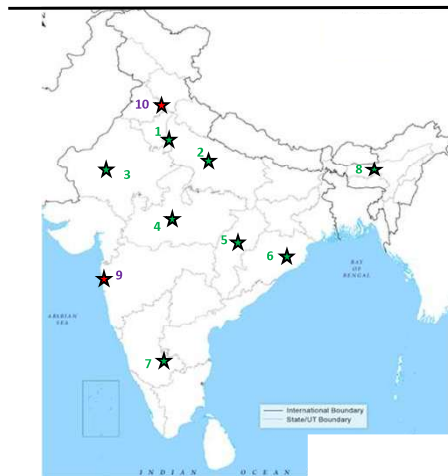 10
1
2
3
8
4
5
6
9
7
ARABIAN
SEA
BAY
OF
BENGAL
International Boundary
State/UT Boundary
INDIAN OCEAN